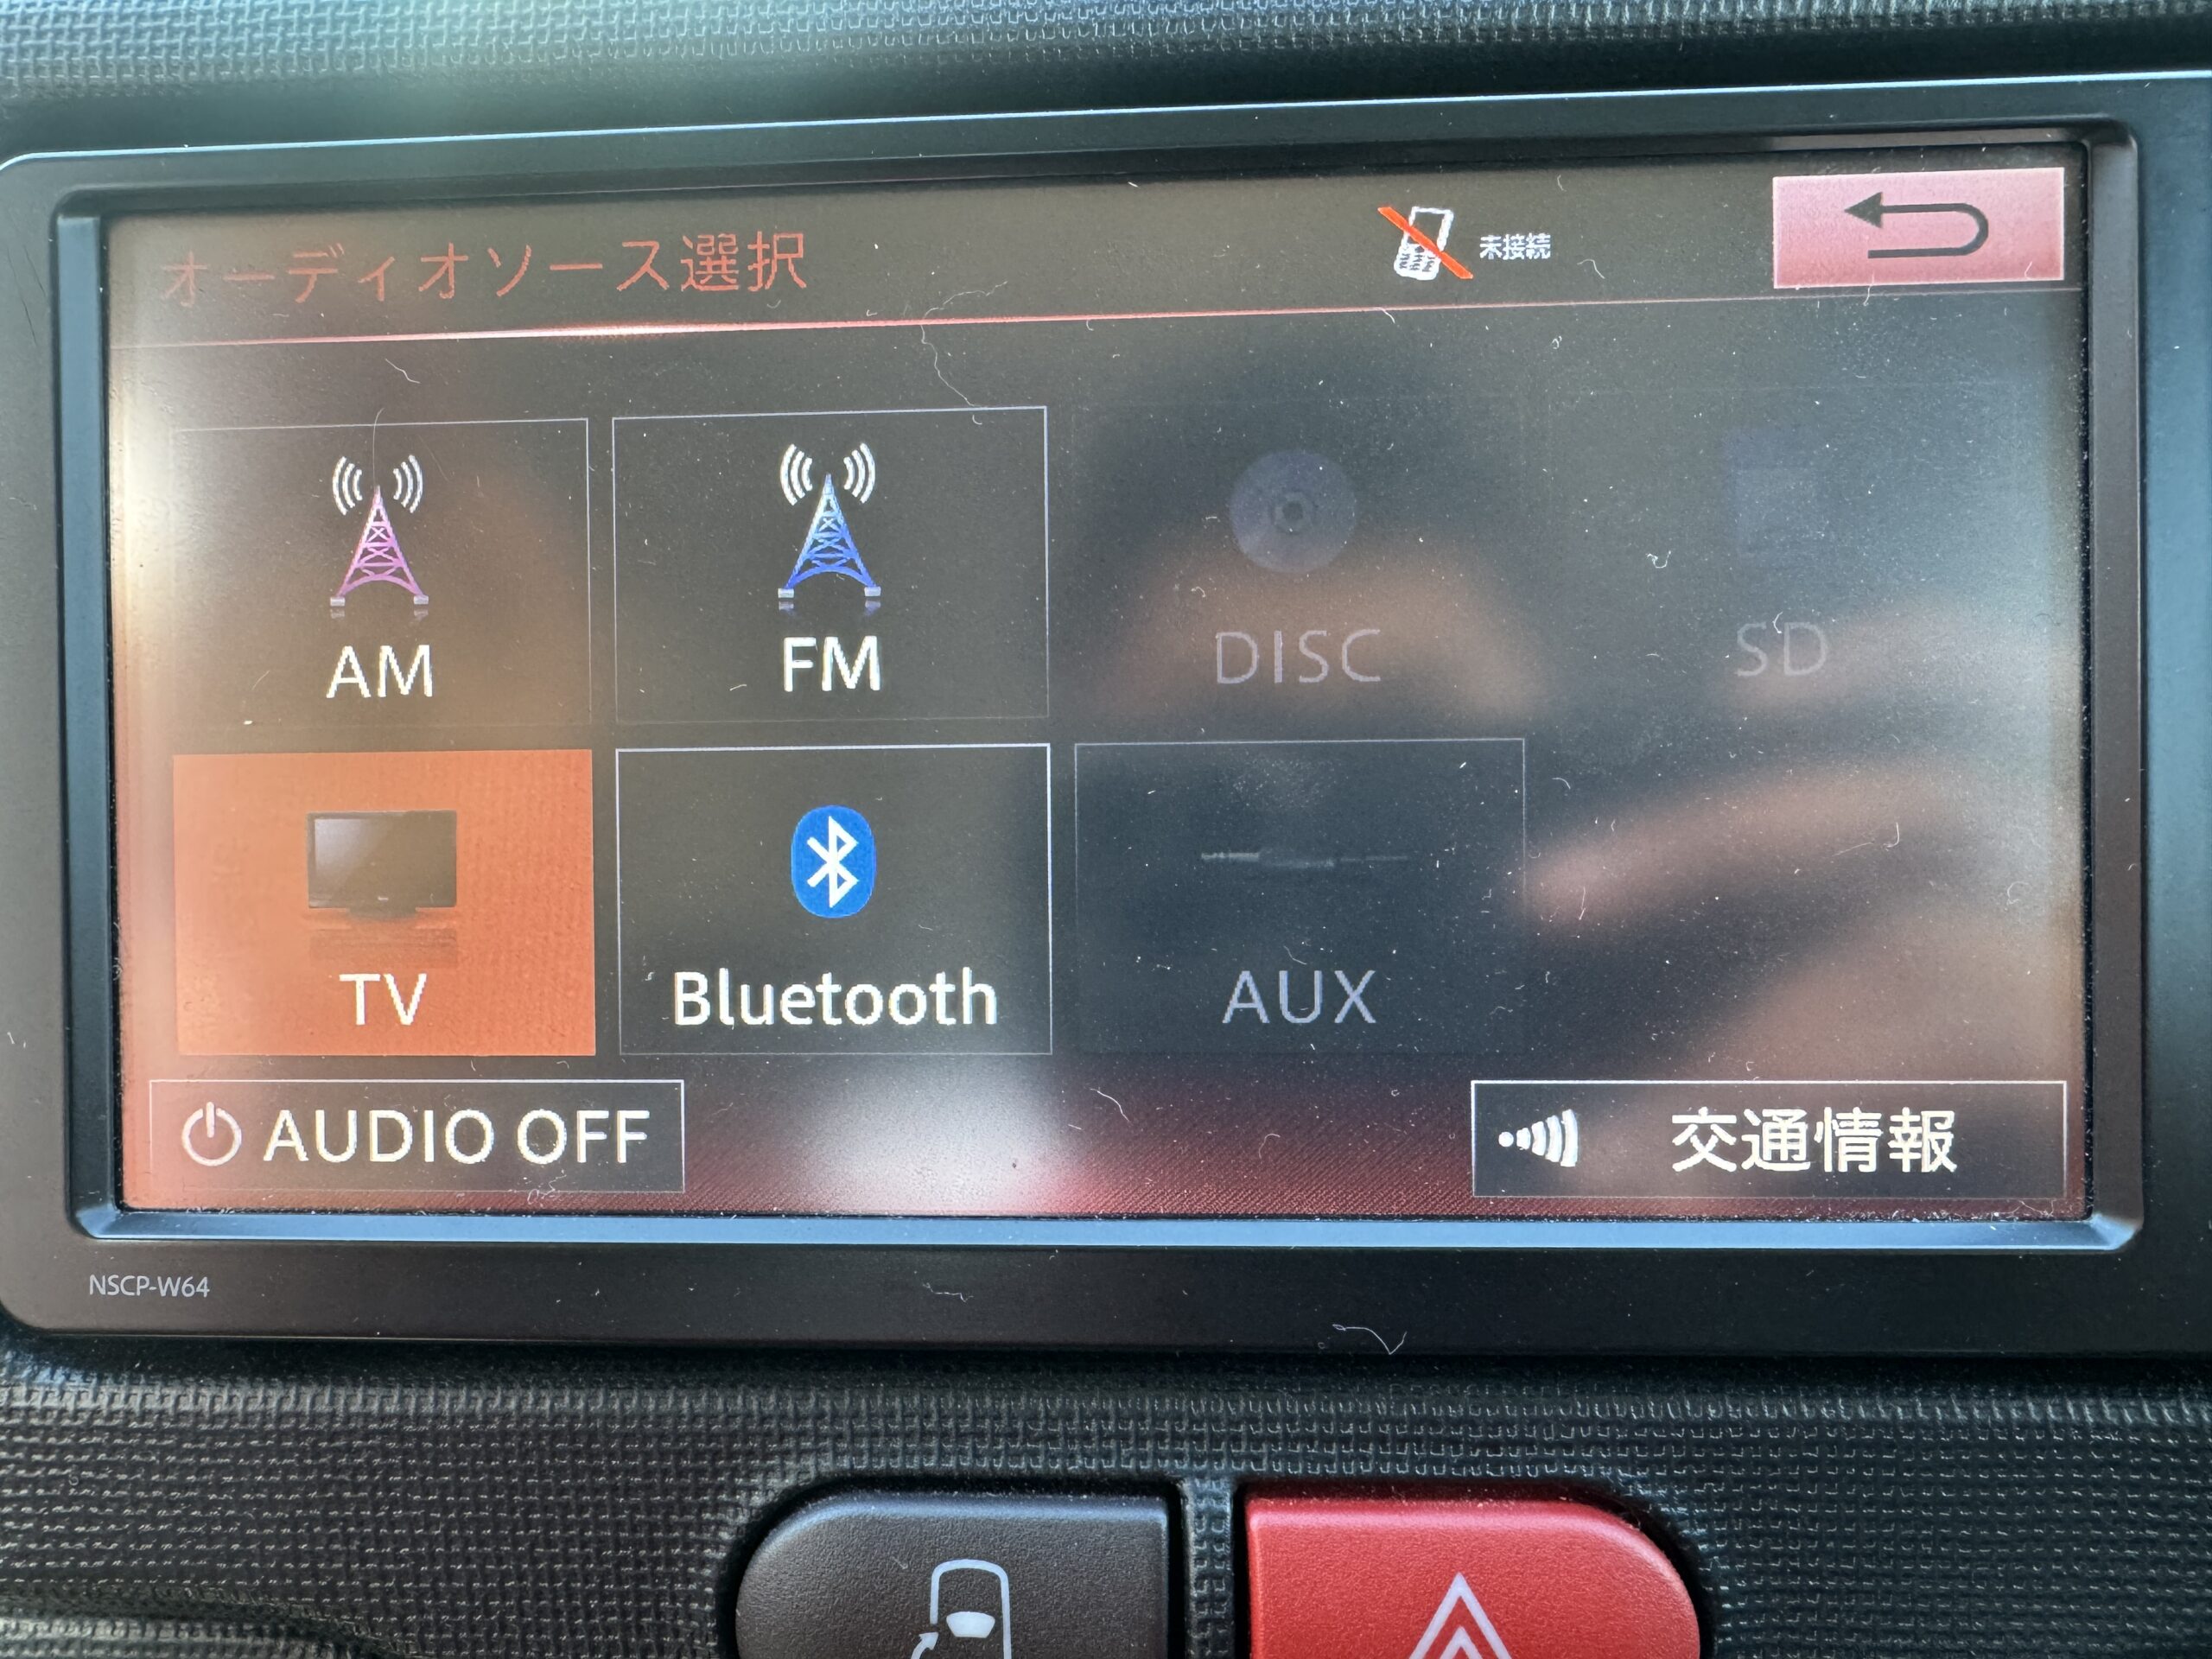 オーディオソース選択
未接続
AM
FM
DISC
SD
TV
Bluetooth
AUX
AUDIO OFF
交通情報
NSCP-W64